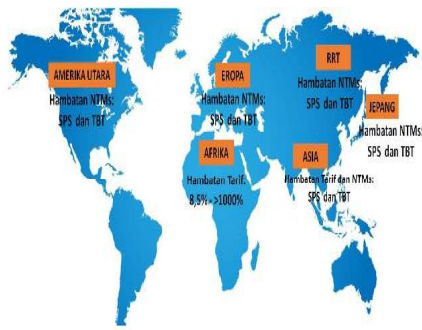 AMERIKA UTARA
Hambatan NTMs:
SPS dan TBT
EROPA
Hambatan NTMs:
SPS dan TBT
RRT
Hambatan NTMs:
SPS dan TBT
JEPANG
Hambatan NTMs:
SPS dan TBT
AFRIKA
Hambatan Tarif:
8,5% - >1000%
ASIA
Hambatan Tarif dan NTMs:
SPS dan TBT